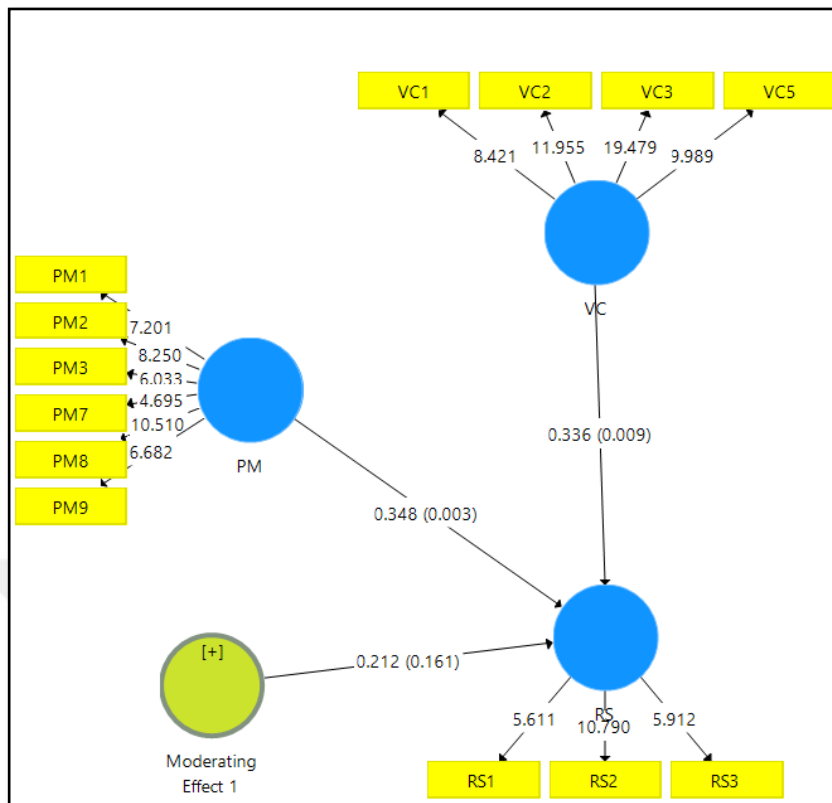 VC1
VC2
VC3
VC5
8.421
11.955
19.479
9.989
VC
PM1
PM2
PM3
PM7
PM8
PM9
7.201
8.250
6.033
4.695
10.510
6.682
PM
0.336 (0.009)
0.348 (0.003)
[+]
0.212 (0.161)
Moderating
Effect 1
RS
5.611
10.790
5.912
RS1
RS2
RS3